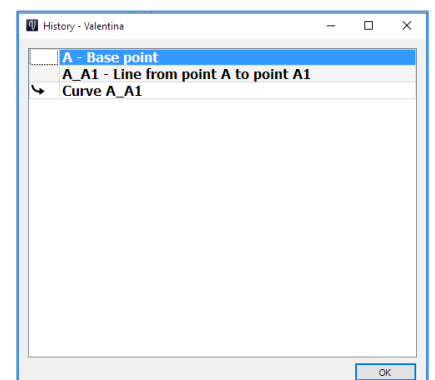 History - Valentina
A - Base point
A_A1 - Line from point A to point A1
Curve A_A1
OK